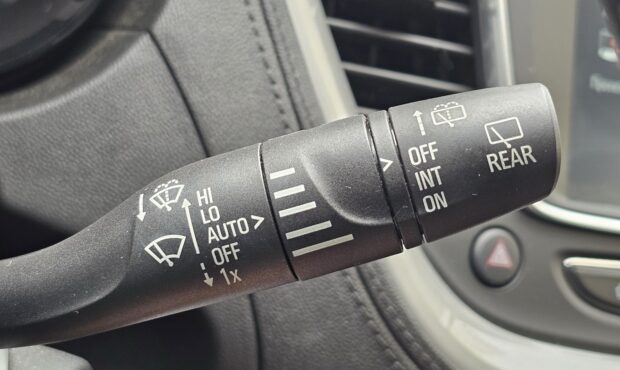 HI
LO
AUTO
OFF
1x
OFF
INT
ON
REAR